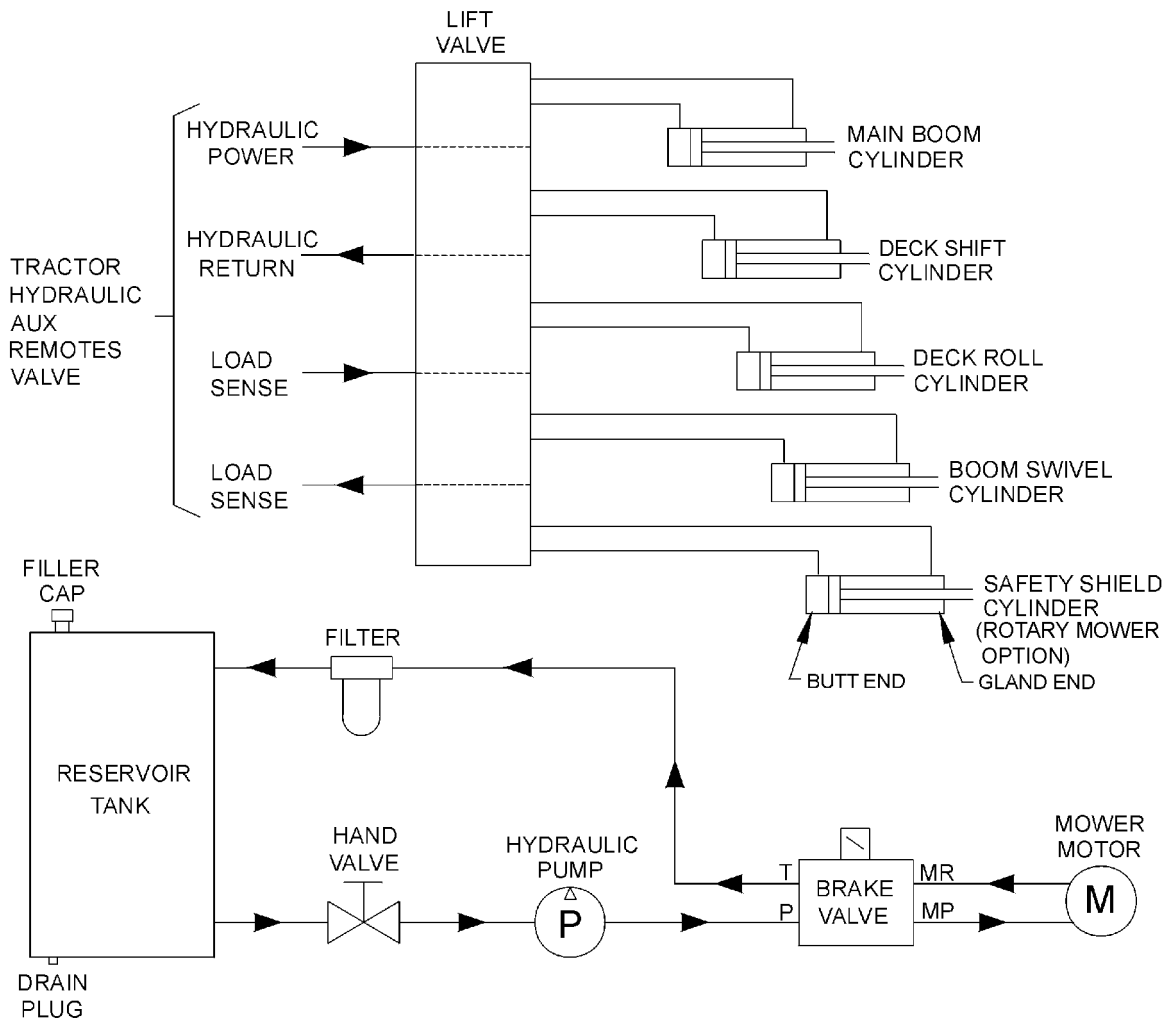 LIFT
VALVE
HYDRAULIC
POWER
HYDRAULIC
RETURN
TRACTOR
HYDRAULIC
AUX
REMOTES
VALVE
LOAD
SENSE
LOAD
SENSE
MAIN BOOM
CYLINDER
DECK SHIFT
CYLINDER
DECK ROLL
CYLINDER
BOOM SWIVEL
CYLINDER
SAFETY SHIELD
CYLINDER
(ROTARY MOWER
OPTION)
BUTT END
GLAND END
FILLER
CAP
FILTER
RESERVOIR
TANK
HAND
VALVE
HYDRAULIC
PUMP
P
T
P
BRAKE
VALVE
MR
MP
MOWER
MOTOR
M
DRAIN
PLUG